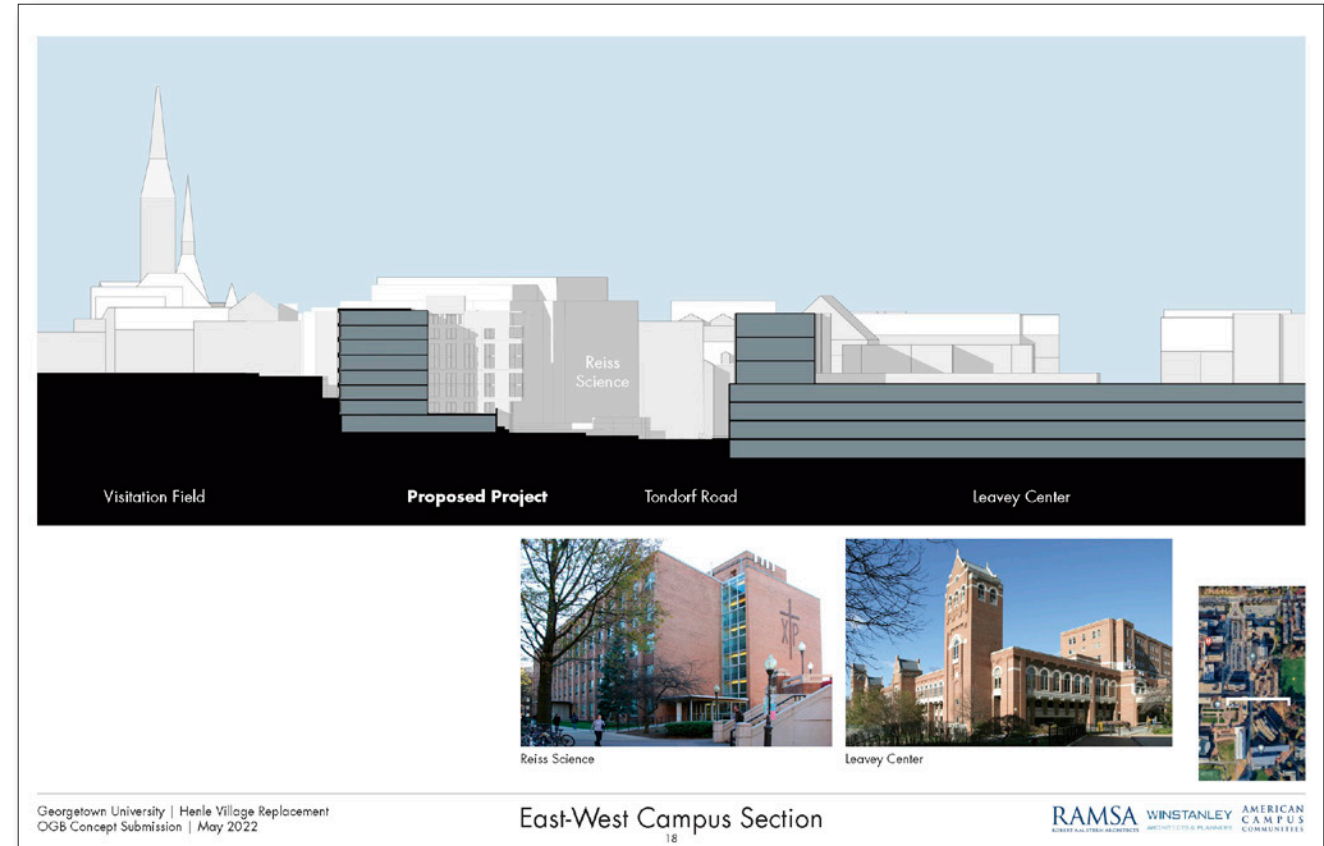 Reiss
Science
Visitation Field
Proposed Project
Tondorf Road
Leavey Center
Reiss Science
Leavey Center
Georgetown University | Henle Village Replacement
OGB Concept Submission | May 2022
East-West Campus Section
18
RAMSA
ROBERT A.M. STERN ARCHITECTS
WINSTANLEY
ARCHITECTS & PLANNERS
AMERICAN
CAMPUS
COMMUNITIES